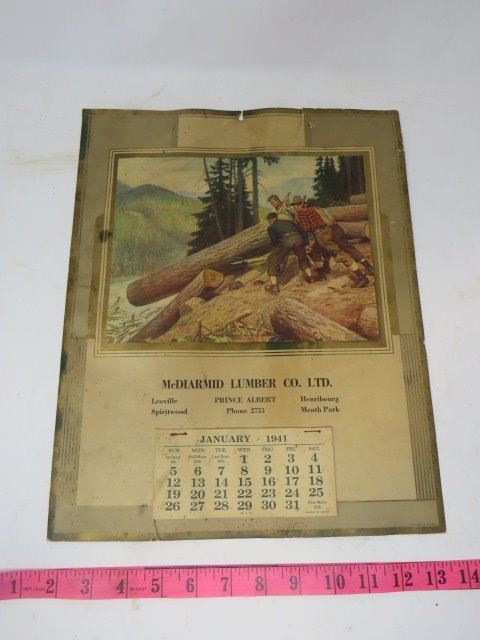 McDIARMID LUMBER CO. LTD.
Leoville PRINCE ALBERT Henribourg
Spiritwood Phone 2733 Meath Park
JANUARY 1941
SUN. MON. TUE. WED. THU. FRI. SAT.
1 2 3 4
5 6 7 8 9 10 11
12 13 14 15 16 17 18
19 20 21 22 23 24 25
26 27 28 29 30 31 New Moon 27th
1 2 3 4 5 6 7 8 9 10 11 12 13 14